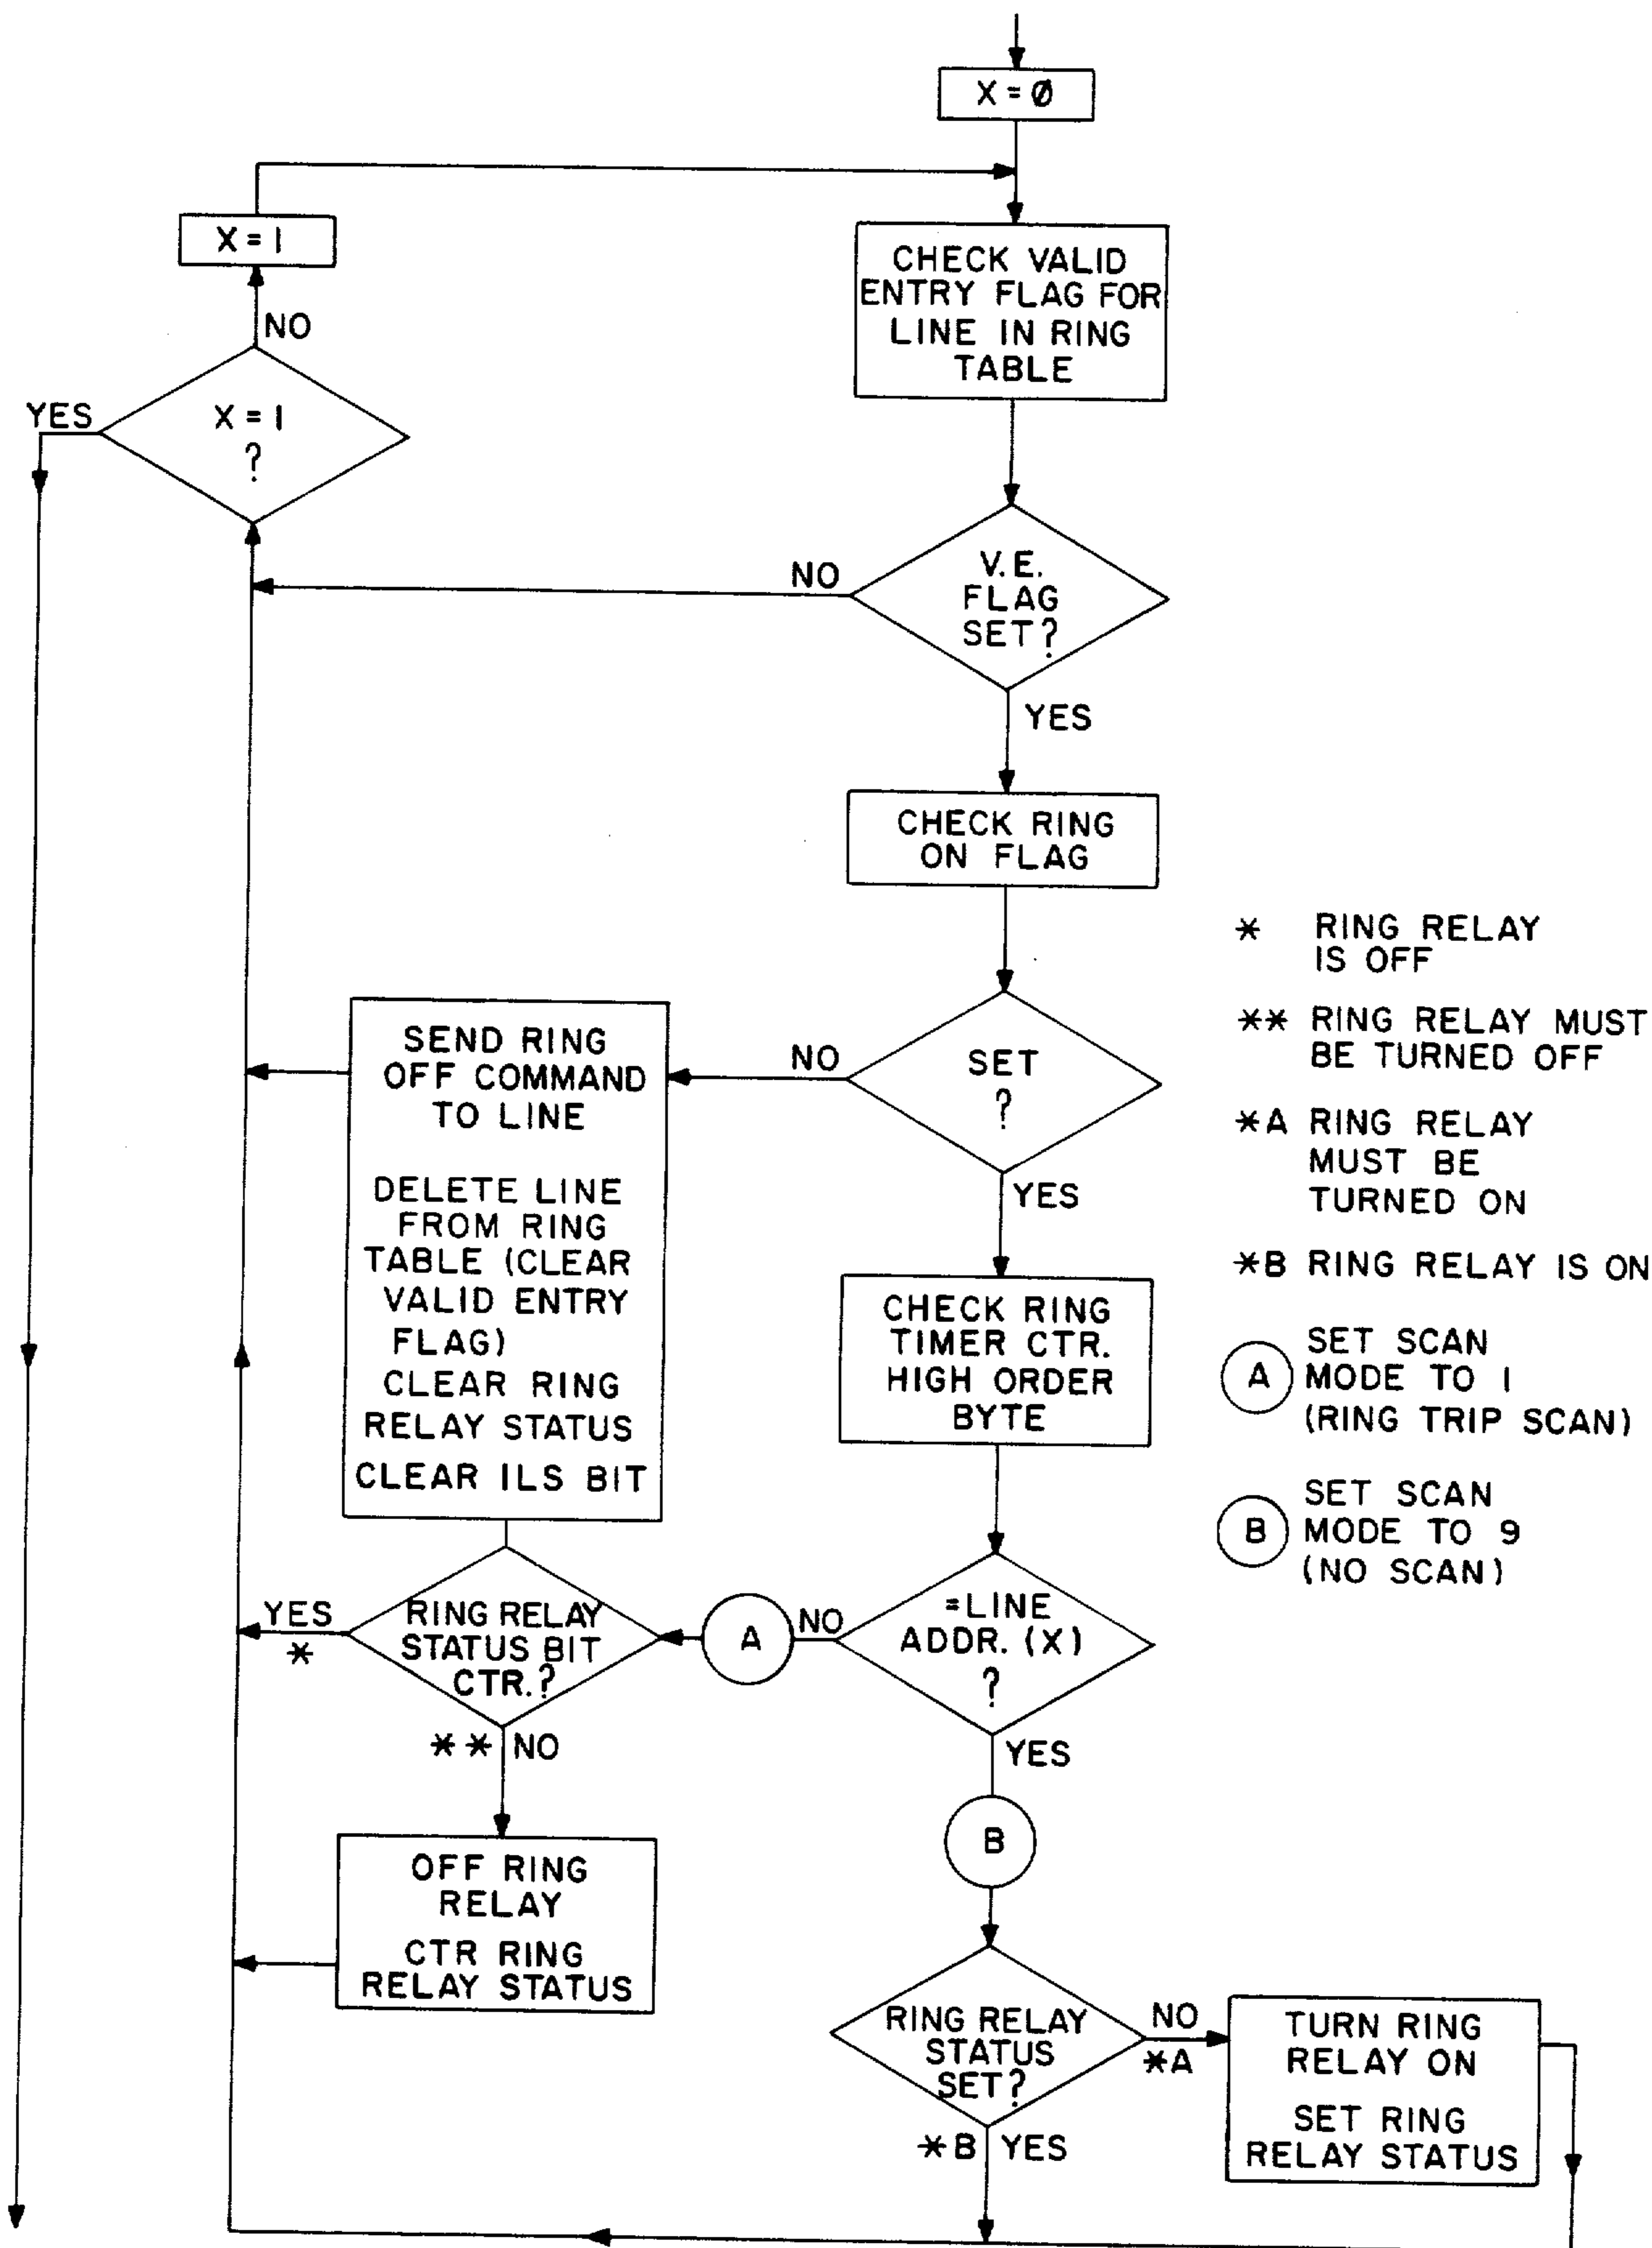 X = Ø
X = 1
NO
X = 1
?
YES
CHECK VALID
ENTRY FLAG FOR
LINE IN RING
TABLE
V.E.
FLAG
SET?
NO
YES
CHECK RING
ON FLAG
SET
?
NO
YES
SEND RING
OFF COMMAND
TO LINE
DELETE LINE
FROM RING
TABLE (CLEAR
VALID ENTRY
FLAG)
CLEAR RING
RELAY STATUS
CLEAR ILS BIT
CHECK RING
TIMER CTR.
HIGH ORDER
BYTE
=LINE
ADDR. (X)
?
NO
A
YES
B
RING RELAY
STATUS BIT
CTR.?
YES
*
** NO
OFF RING
RELAY
CTR RING
RELAY STATUS
RING RELAY
STATUS
SET?
NO
*A
*B YES
TURN RING
RELAY ON
SET RING
RELAY STATUS
* RING RELAY
IS OFF
** RING RELAY MUST
BE TURNED OFF
*A RING RELAY
MUST BE
TURNED ON
*B RING RELAY IS ON
SET SCAN
A MODE TO 1
(RING TRIP SCAN)
SET SCAN
B MODE TO 9
(NO SCAN)